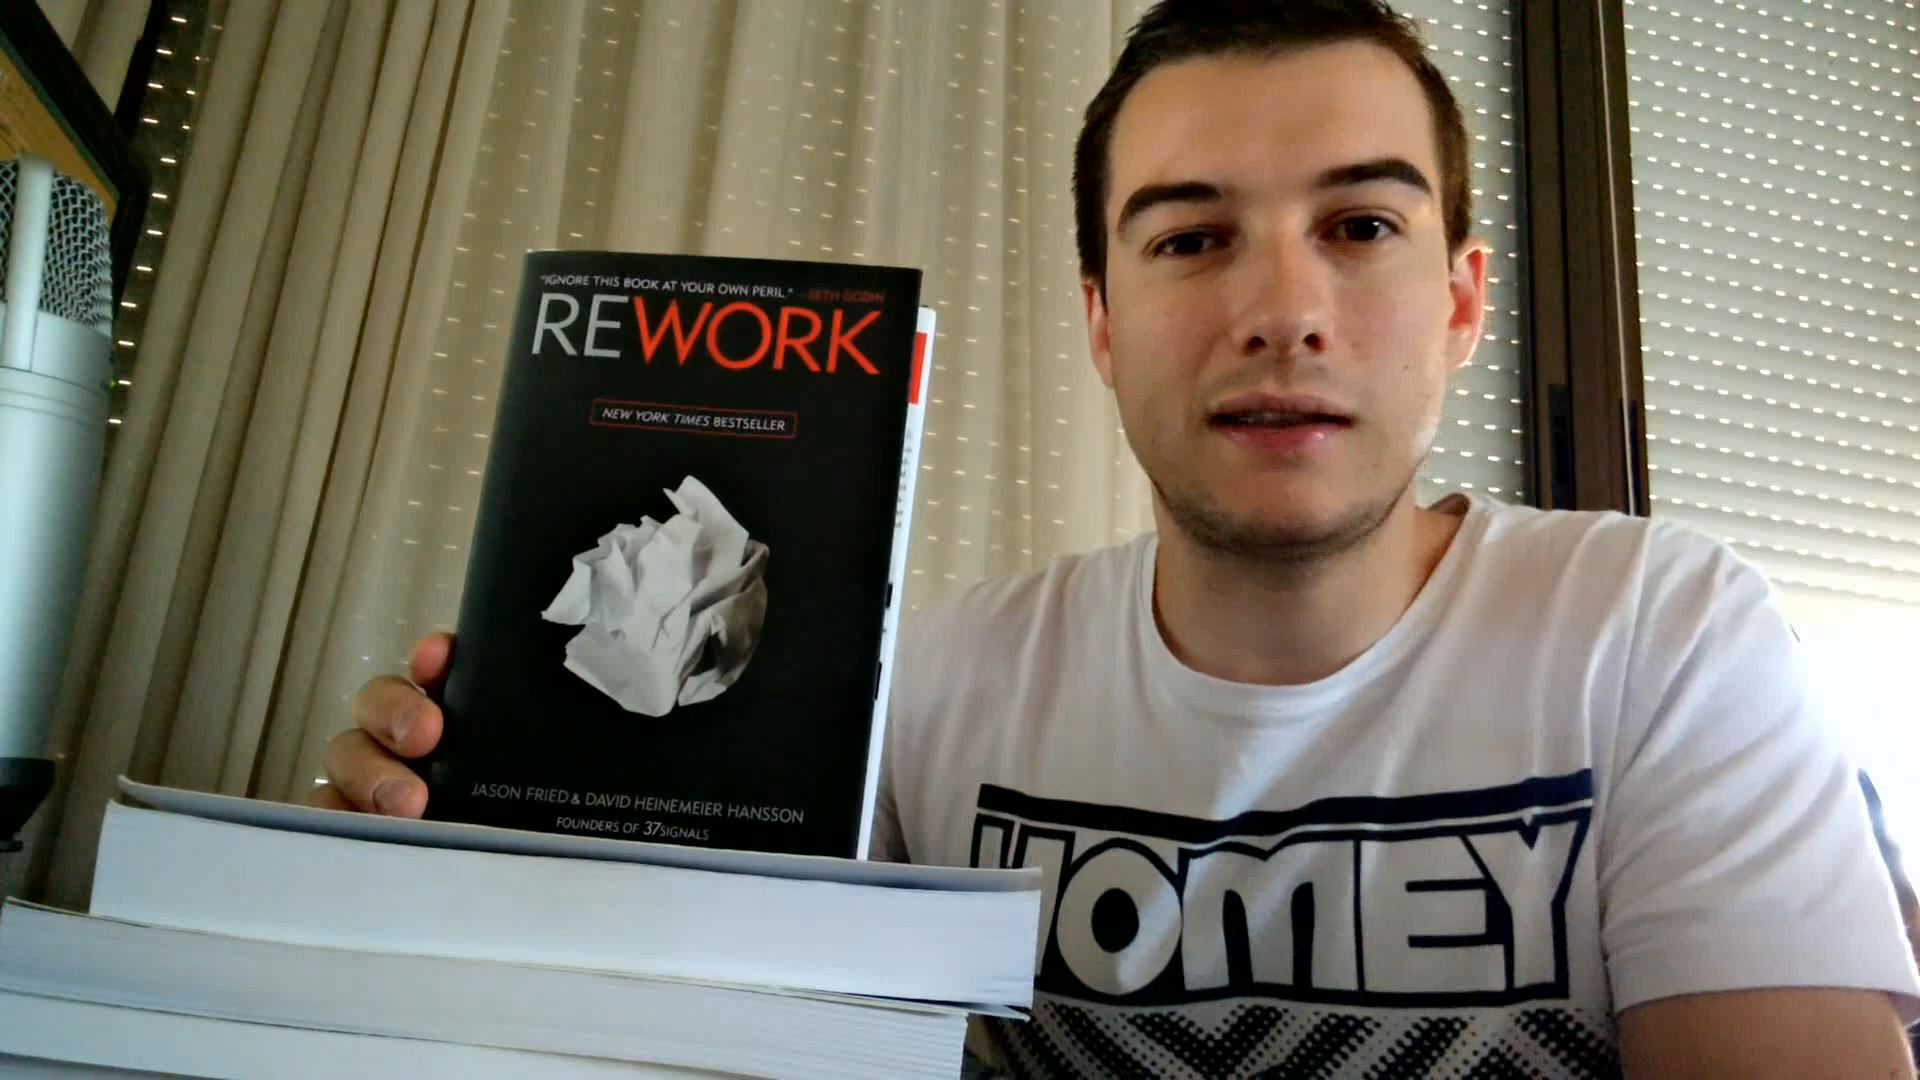 "IGNORE THIS BOOK AT YOUR OWN PERIL." —SETH GODIN
REWORK
NEW YORK TIMES BESTSELLER
JASON FRIED & DAVID HEINEMEIER HANSSON
FOUNDERS OF 37SIGNALS
HOMEY